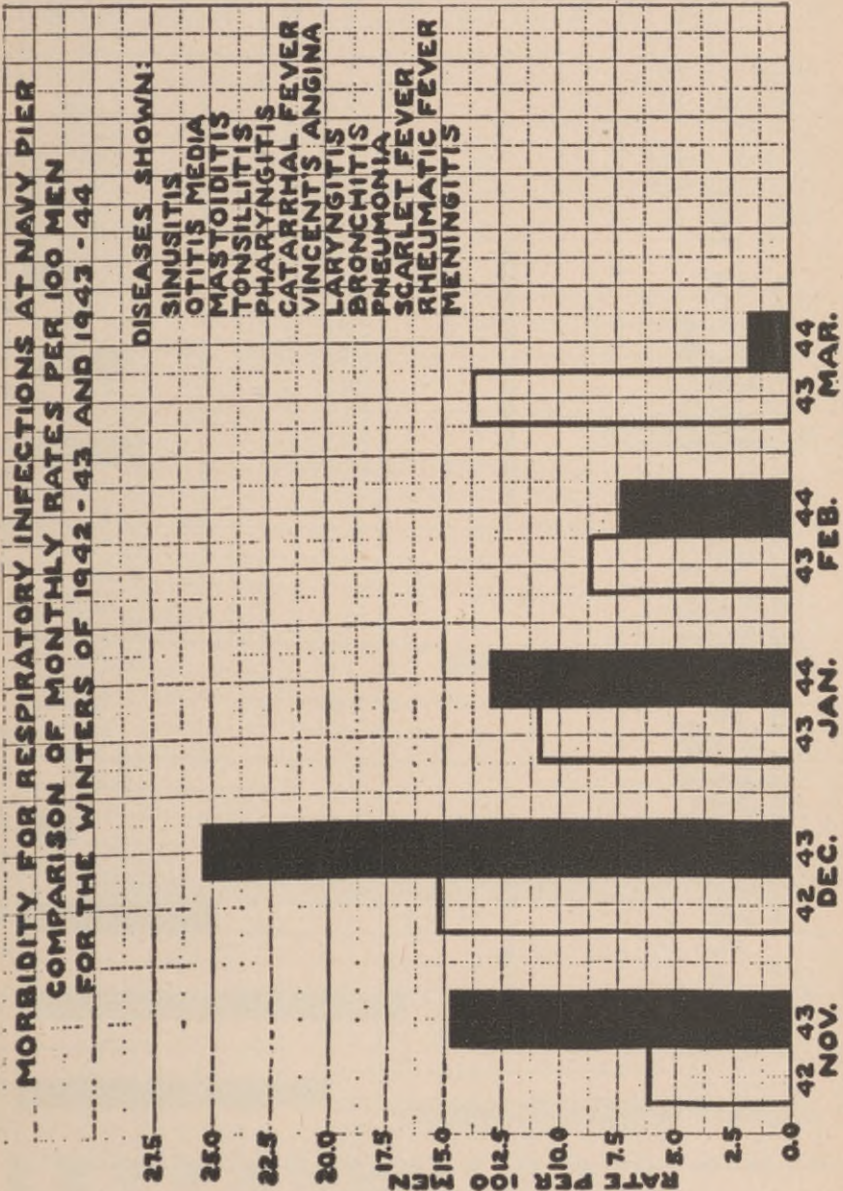 MORBIDITY FOR RESPIRATORY INFECTIONS AT NAVY PIER
COMPARISON OF MONTHLY RATES PER 100 MEN
FOR THE WINTERS OF 1942-43 AND 1943-44
DISEASES SHOWN:
SINUSITIS
OTITIS MEDIA
MASTOIDITIS
TONSILLITIS
PHARYNGITIS
CATARRHAL FEVER
VINCENT'S ANGINA
LARYNGITIS
BRONCHITIS
PNEUMONIA
SCARLET FEVER
RHEUMATIC FEVER
MENINGITIS
27.5
25.0
22.5
20.0
17.5
15.0
12.5
10.0
7.5
5.0
2.5
0.0
RATE PER 100
MEN
42 43 42 43 43 44 43 44 43 44
NOV. DEC. JAN. FEB. MAR.